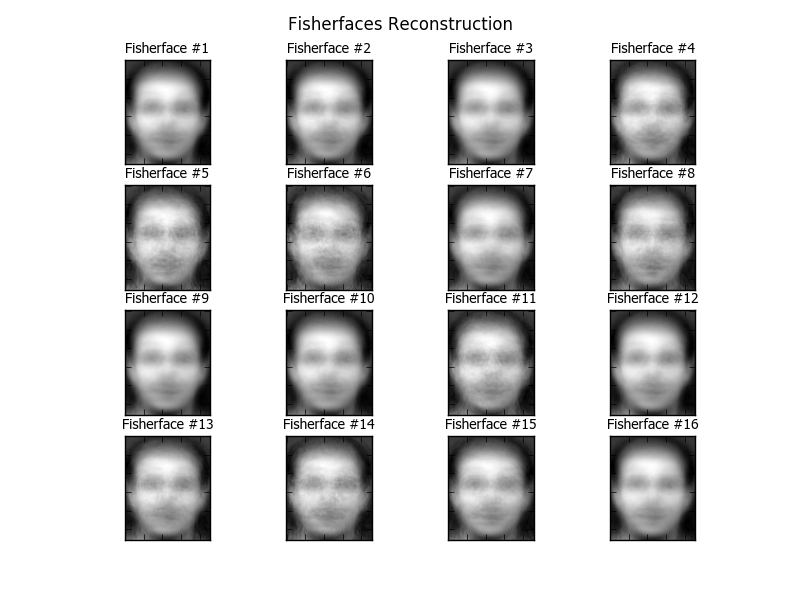 Fisherfaces Reconstruction
Fisherface #1 Fisherface #2 Fisherface #3 Fisherface #4
Fisherface #5 Fisherface #6 Fisherface #7 Fisherface #8
Fisherface #9 Fisherface #10 Fisherface #11 Fisherface #12
Fisherface #13 Fisherface #14 Fisherface #15 Fisherface #16